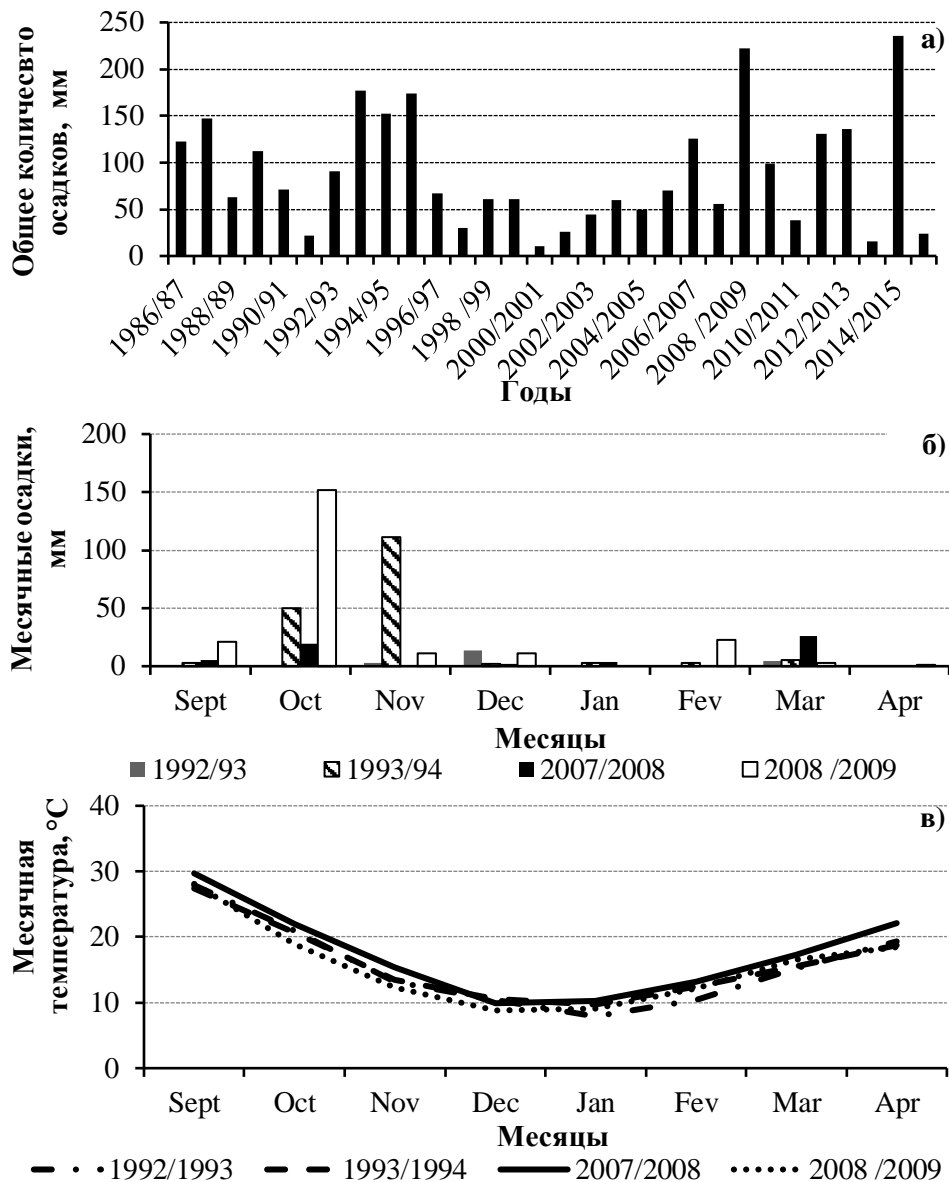 а)
Общее количесвто
осадков, мм
250
200
150
100
50
0
1986/87
1988/89
1990/91
1992/93
1994/95
1996/97
1998 /99
2000/2001
2002/2003
2004/2005
2006/2007
2008 /2009
2010/2011
2012/2013
2014/2015
Годы
б)
Месячные осадки,
мм
200
150
100
50
0
Sept Oct Nov Dec Jan Fev Mar Apr
Месяцы
1992/93 1993/94 2007/2008 2008 /2009
в)
Месячная
температура, °С
40
30
20
10
0
Sept Oct Nov Dec Jan Fev Mar Apr
Месяцы
1992/1993 1993/1994 2007/2008 2008 /2009